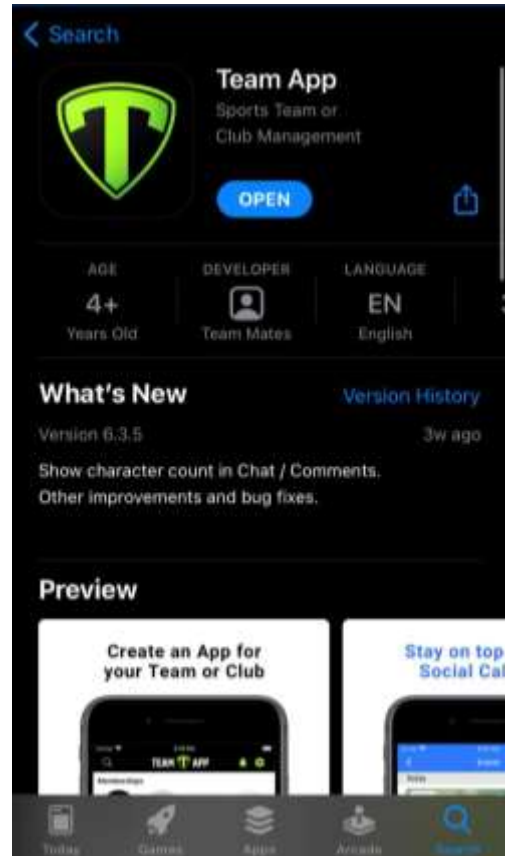 Search
Team App
Sports Team or
Club Management
OPEN
AGE
DEVELOPER
LANGUAGE
4+
EN
Years Old
Team Mates
English
What's New
Version History
Version 6.3.5
3w ago
Show character count in Chat / Comments.
Other improvements and bug fixes.
Preview
Create an App for
your Team or Club
Stay on top
Social Cal
TEAM APP
Memberships
Today
Games
Apps
Arcade
Search